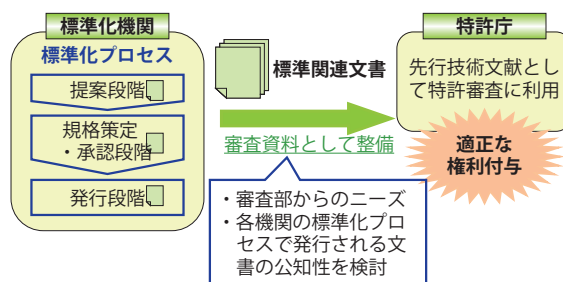 標準化機関
標準化プロセス
提案段階
規格策定
・承認段階
発行段階
標準関連文書
審査資料として整備
・審査部からのニーズ
・各機関の標準化プロ
セスで発行される文
書の公知性を検討
特許庁
先行技術文献とし
て特許審査に利用
適正な
権利付与